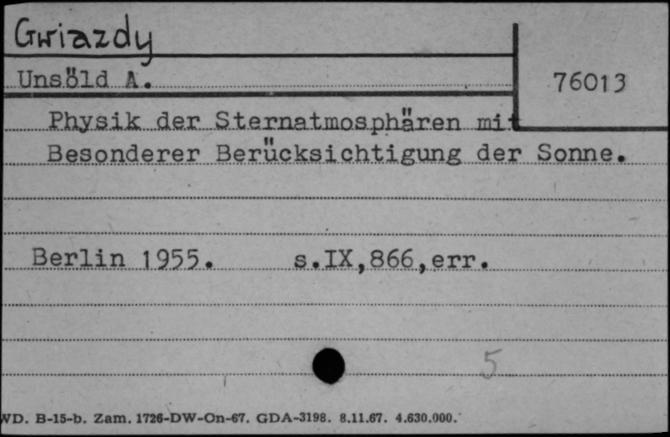 Gwiazdy
Unsöld A.
76013
Physik der Sternatmosphären mit
Besonderer Berücksichtigung der Sonne.
Berlin 1955. s.IX,866,err.
5
WD. B-15-b. Zam. 1726-DW-On-67. GDA-3198. 8.11.67. 4.630.000.